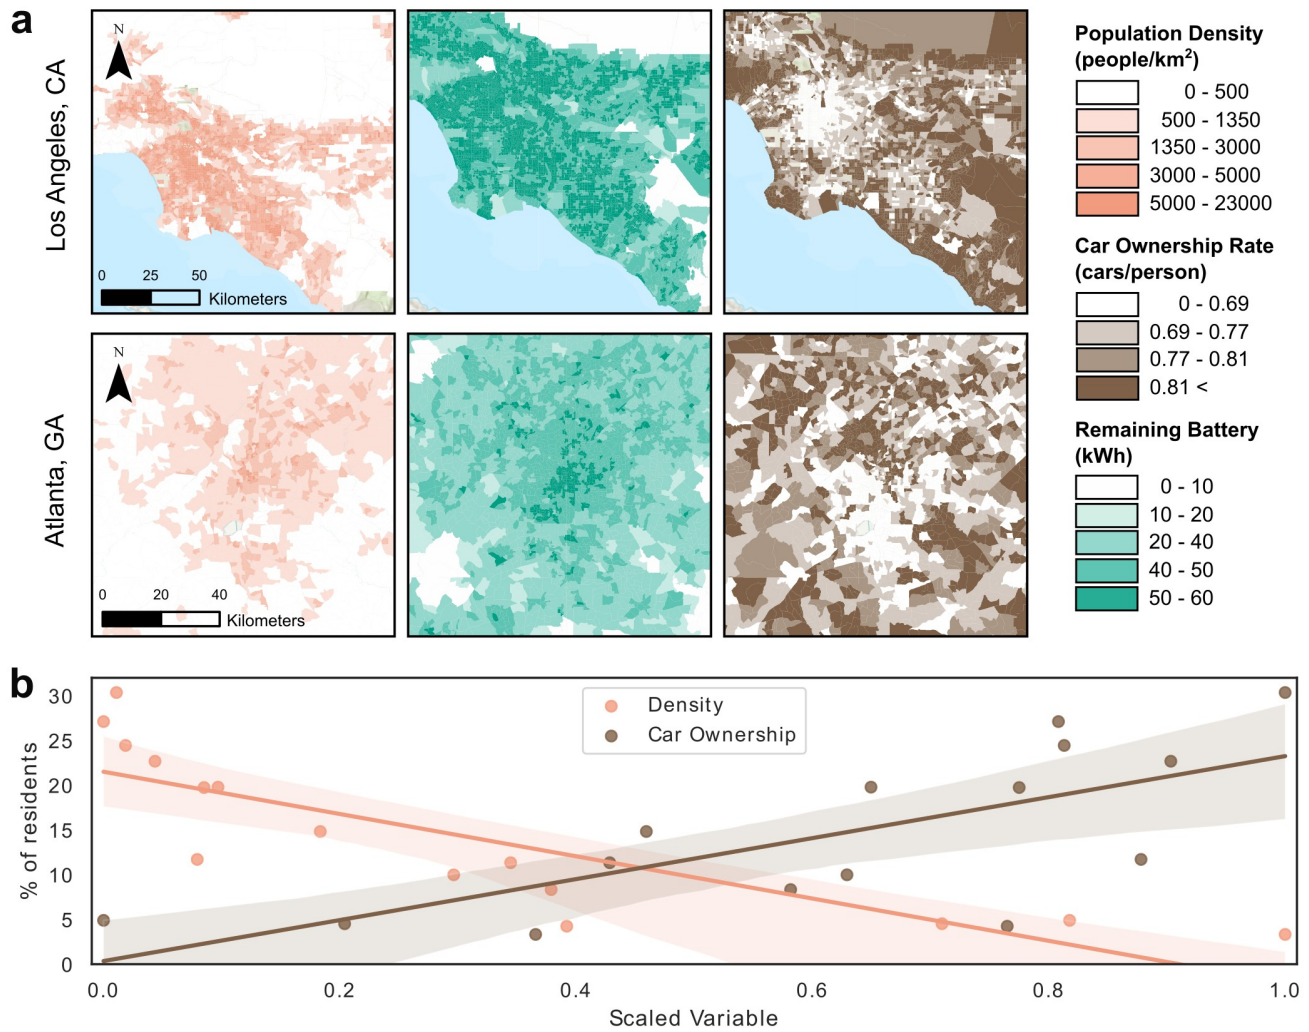 a
Los Angeles, CA
N
0 25 50
Kilometers
Population Density
(people/km²)
0 - 500
500 - 1350
1350 - 3000
3000 - 5000
5000 - 23000
Car Ownership Rate
(cars/person)
0 - 0.69
0.69 - 0.77
0.77 - 0.81
0.81 <
Remaining Battery
(kWh)
0 - 10
10 - 20
20 - 40
40 - 50
50 - 60
Atlanta, GA
N
0 20 40
Kilometers
b
% of residents
30
25
20
15
10
5
0
Density
Car Ownership
0.0 0.2 0.4 0.6 0.8 1.0
Scaled Variable